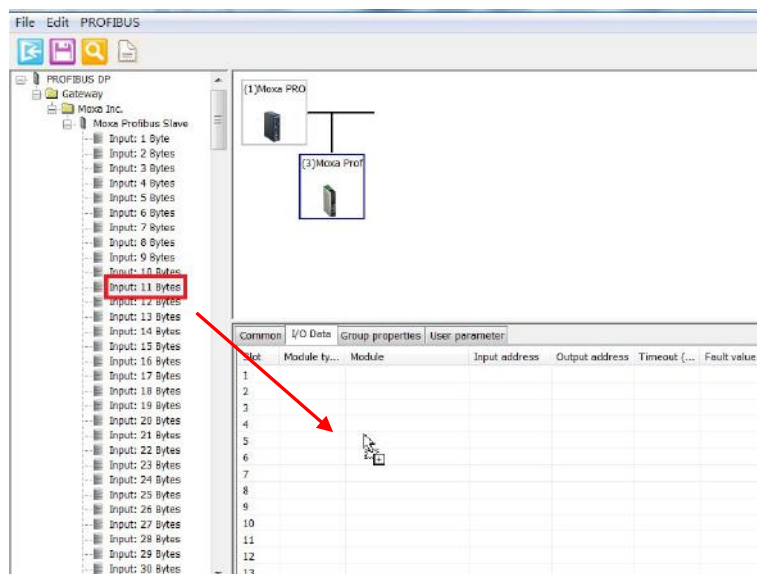 File Edit PROFIBUS
PROFIBUS DP
Gateway
Moxa Inc.
Moxa Profibus Slave
Input: 1 Byte
Input: 2 Bytes
Input: 3 Bytes
Input: 4 Bytes
Input: 5 Bytes
Input: 6 Bytes
Input: 7 Bytes
Input: 8 Bytes
Input: 9 Bytes
Input: 10 Bytes
Input: 11 Bytes
Input: 12 Bytes
Input: 13 Bytes
Input: 14 Bytes
Input: 15 Bytes
Input: 16 Bytes
Input: 17 Bytes
Input: 18 Bytes
Input: 19 Bytes
Input: 20 Bytes
Input: 21 Bytes
Input: 22 Bytes
Input: 23 Bytes
Input: 24 Bytes
Input: 25 Bytes
Input: 26 Bytes
Input: 27 Bytes
Input: 28 Bytes
Input: 29 Bytes
Input: 30 Bytes
(1)Moxa PRO
(3)Moxa Prof
Common I/O Data Group properties User parameter
Slot Module ty... Module Input address Output address Timeout (... Fault value
1
2
3
4
5
6
7
8
9
10
11
12
13